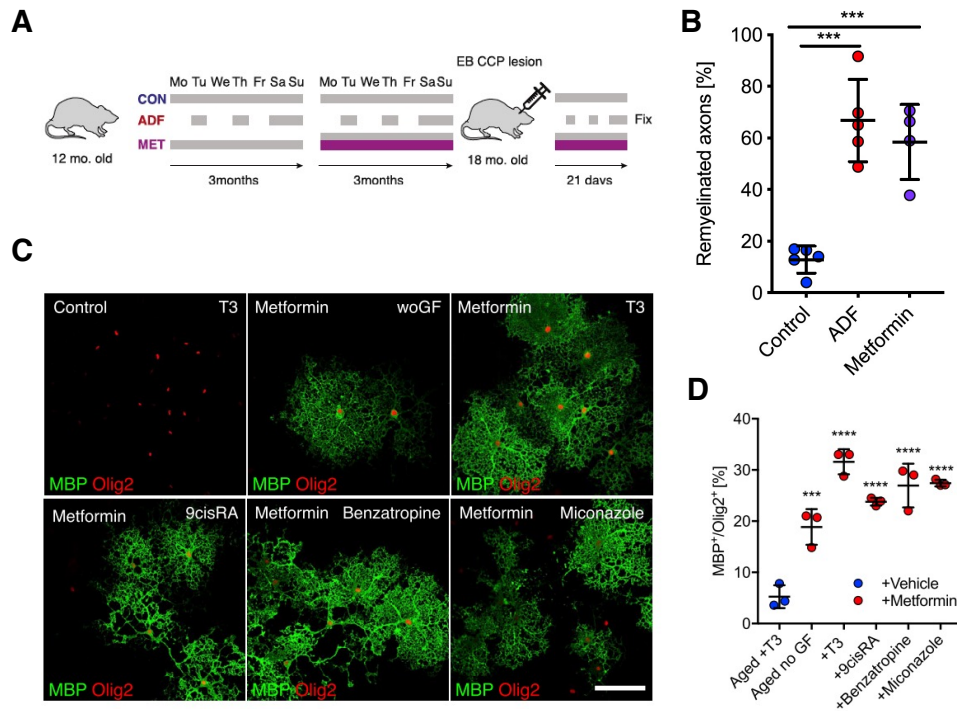 A
EB CCP lesion
Mo Tu We Th Fr Sa Su
Mo Tu We Th Fr Sa Su
CON
ADF
MET
Fix
12 mo. old
18 mo. old
3months
3months
21 days
B
***
***
Remyelinated axons [%]
100
80
60
40
20
0
Control
ADF
Metformin
C
Control T3
MBP Olig2
Metformin woGF
MBP Olig2
Metformin T3
MBP Olig2
Metformin 9cisRA
MBP Olig2
Metformin Benzatropine
MBP Olig2
Metformin Miconazole
MBP Olig2
D
MBP⁺/Olig2⁺ [%]
40
30
20
10
0
***
****
****
****
****
+Vehicle
+Metformin
Aged +T3
Aged no GF
+T3
+9cisRA
+Benzatropine
+Miconazole